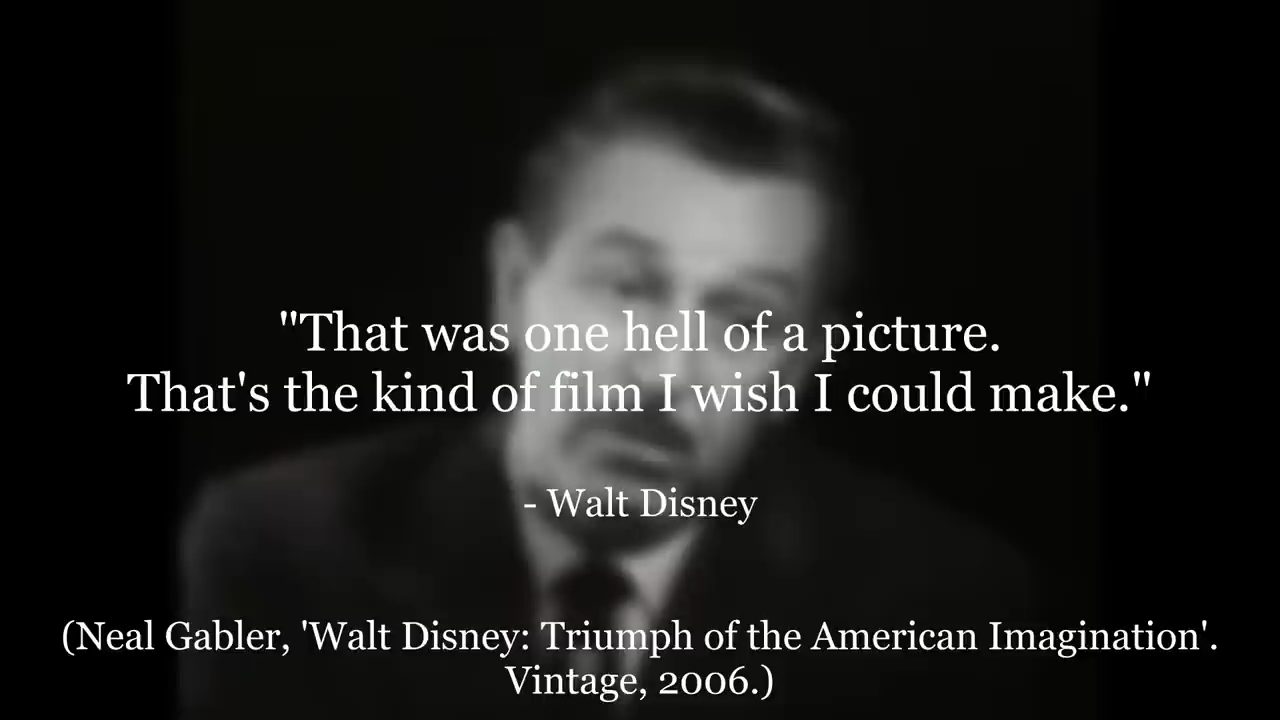 "That was one hell of a picture.
That's the kind of film I wish I could make."
- Walt Disney
(Neal Gabler, 'Walt Disney: Triumph of the American Imagination'.
Vintage, 2006.)